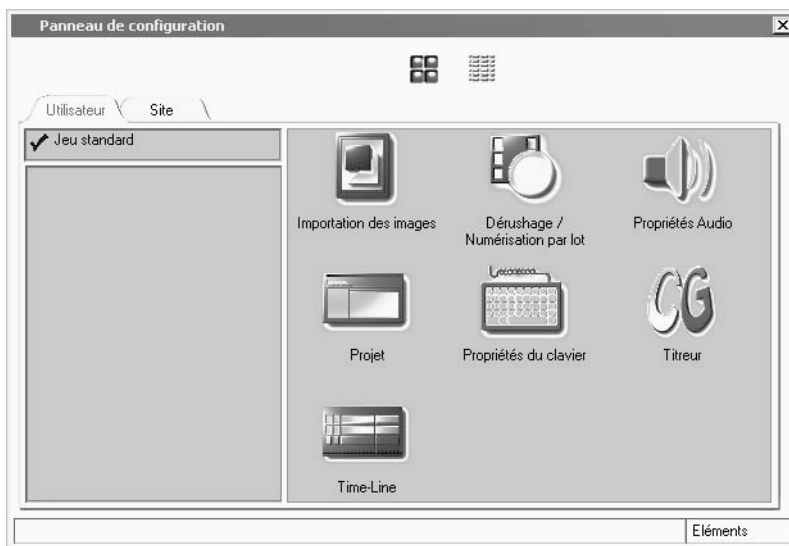 Panneau de configuration
Utilisateur
Site
Jeu standard
Importation des images
Dérushage /
Numérisation par lot
Propriétés Audio
Projet
Propriétés du clavier
CG
Titreur
Time-Line
Eléments